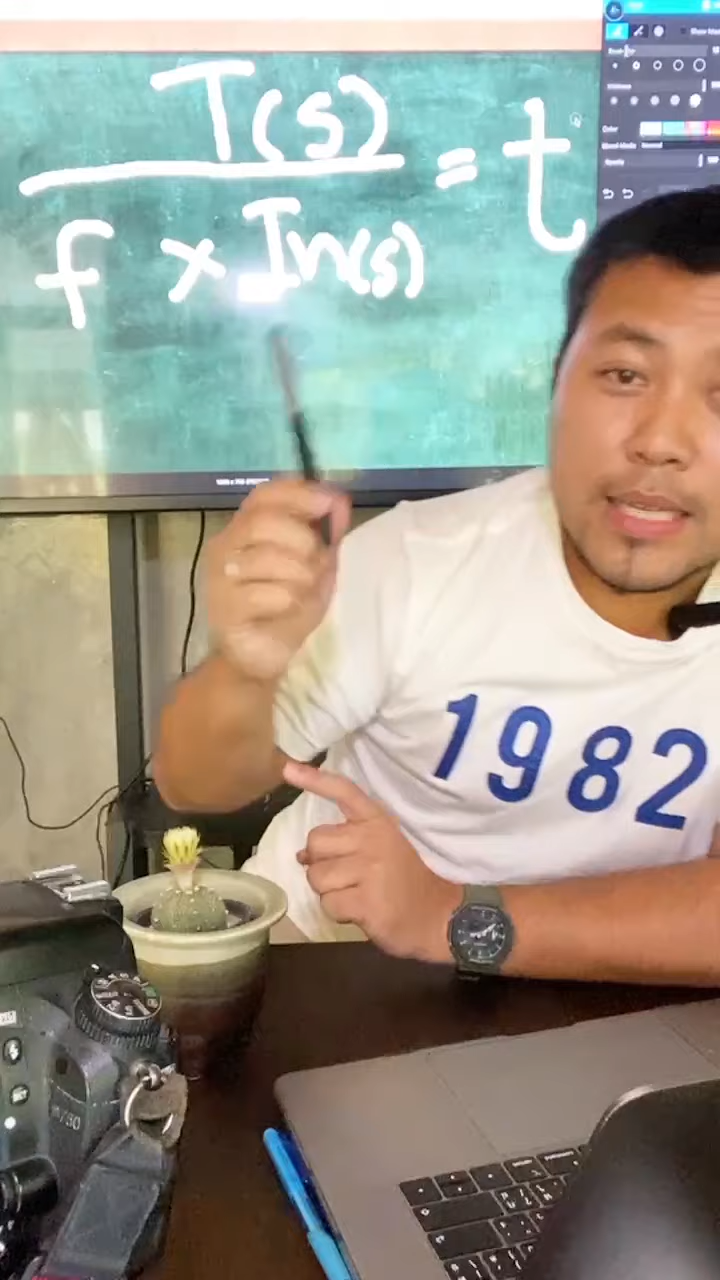 T(s)
f × In(s)
= t
1982